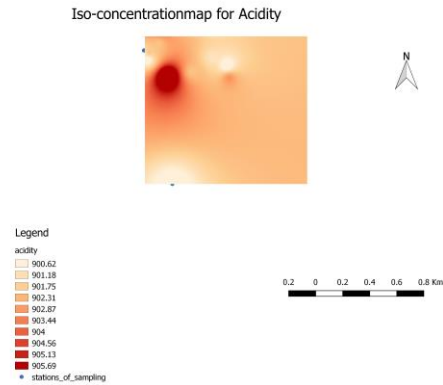 Iso-concentrationmap for Acidity
N
Legend
acidity
900.62
901.18
901.75
902.31
902.87
903.44
904
904.56
905.13
905.69
stations_of_sampling
0.2 0 0.2 0.4 0.6 0.8 Km